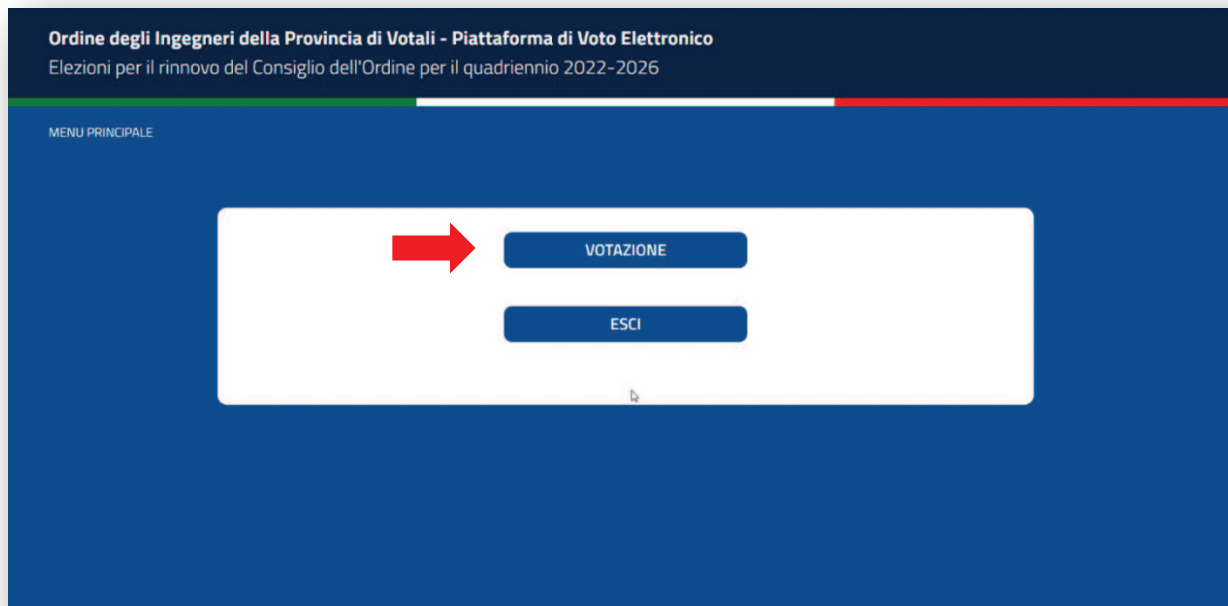 Ordine degli Ingegneri della Provincia di Votali - Piattaforma di Voto Elettronico
Elezioni per il rinnovo del Consiglio dell'Ordine per il quadriennio 2022-2026
MENU PRINCIPALE
VOTAZIONE
ESCI